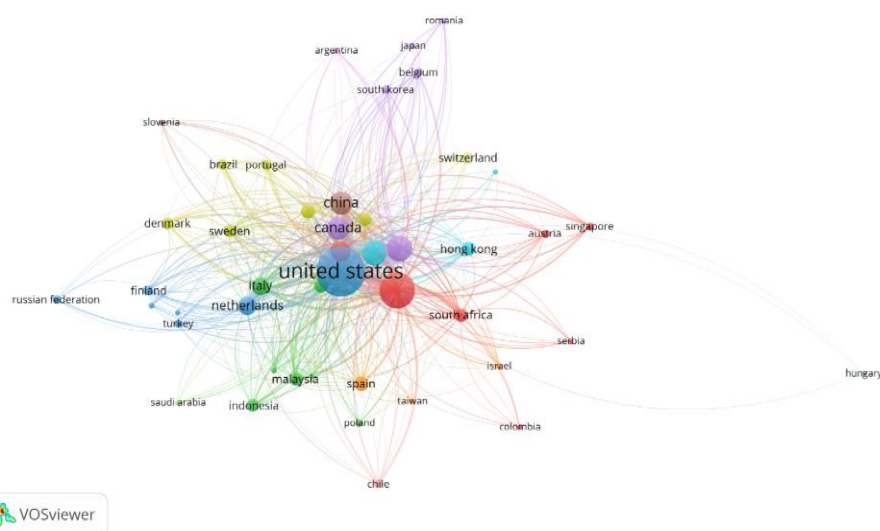 romania
argentina
japan
belgium
south korea
slovenia
brazil
portugal
switzerland
china
denmark
sweden
canada
austria
singapore
hong kong
united states
italy
russian federation
finland
netherlands
turkey
south africa
serbia
israel
hungary
malaysia
spain
saudi arabia
indonesia
taiwan
poland
colombia
chile
VOSviewer